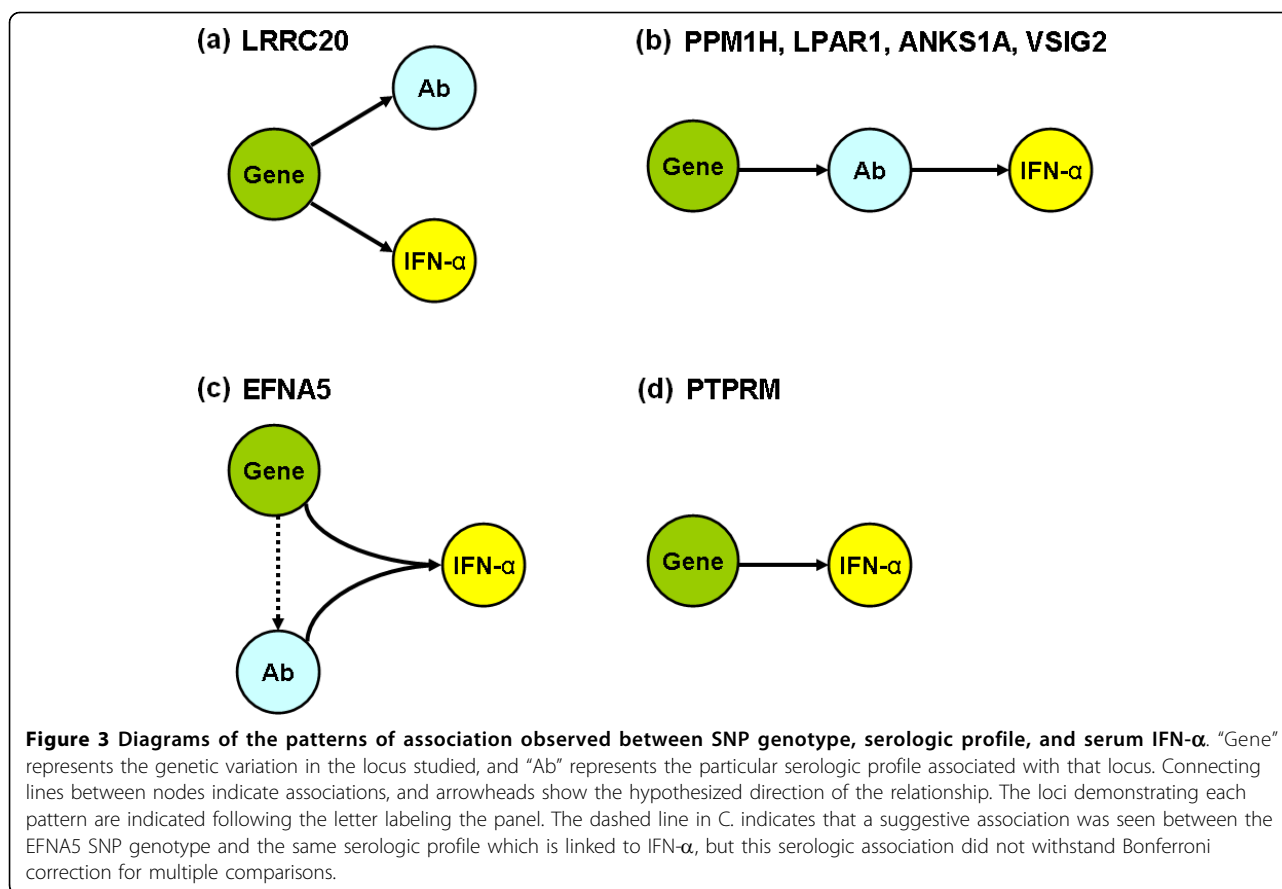 (a) LRRC20
Ab
Gene
IFN-α
(b) PPM1H, LPAR1, ANKS1A, VSIG2
Gene
Ab
IFN-α
(c) EFNA5
Gene
IFN-α
Ab
(d) PTPRM
Gene
IFN-α
Figure 3 Diagrams of the patterns of association observed between SNP genotype, serologic profile, and serum IFN-α. "Gene"
represents the genetic variation in the locus studied, and "Ab" represents the particular serologic profile associated with that locus. Connecting
lines between nodes indicate associations, and arrowheads show the hypothesized direction of the relationship. The loci demonstrating each
pattern are indicated following the letter labeling the panel. The dashed line in C. indicates that a suggestive association was seen between the
EFNA5 SNP genotype and the same serologic profile which is linked to IFN-α, but this serologic association did not withstand Bonferroni
correction for multiple comparisons.